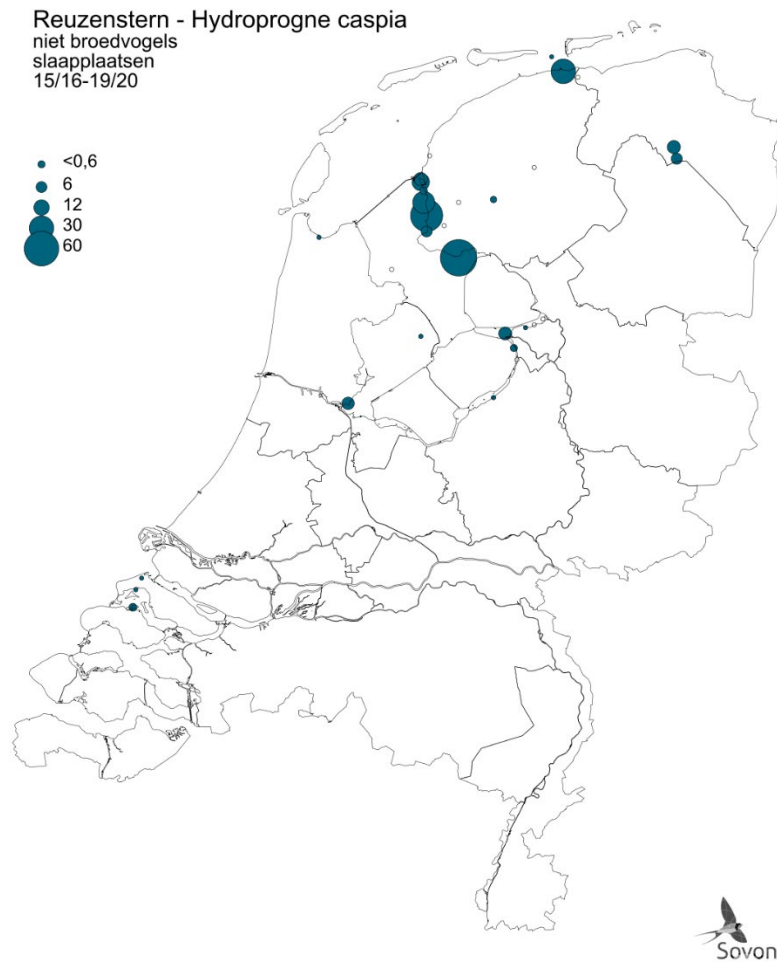 Reuzenstern - Hydroprogne caspia
niet broedvogels
slaapplaatsen
15/16-19/20
<0,6
6
12
30
60
Sovon